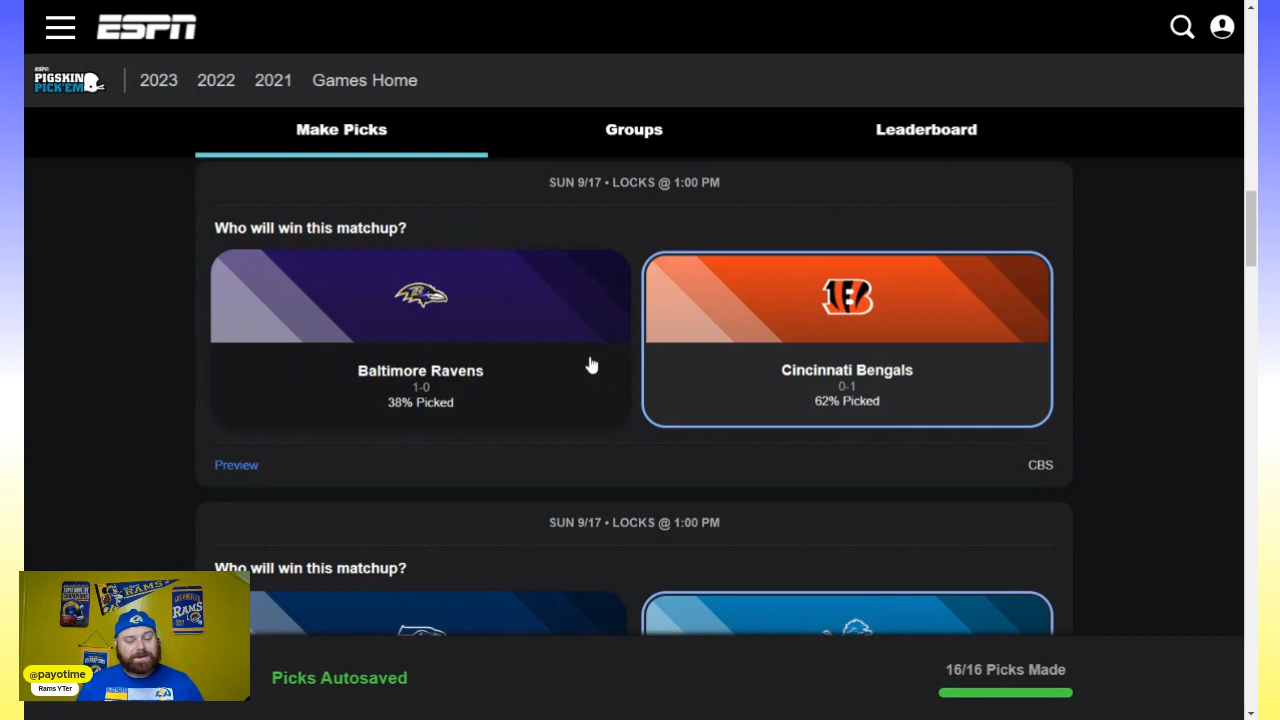 ESPN
ESPN
PIGSKIN
PICK'EM
2023 2022 2021 Games Home
Make Picks Groups Leaderboard
SUN 9/17 • LOCKS @ 1:00 PM
Who will win this matchup?
Baltimore Ravens
1-0
38% Picked
Cincinnati Bengals
0-1
62% Picked
Preview
CBS
SUN 9/17 • LOCKS @ 1:00 PM
Who will win this matchup?
RAMS
RAMS
@payotime
Rams YTer
Picks Autosaved
16/16 Picks Made